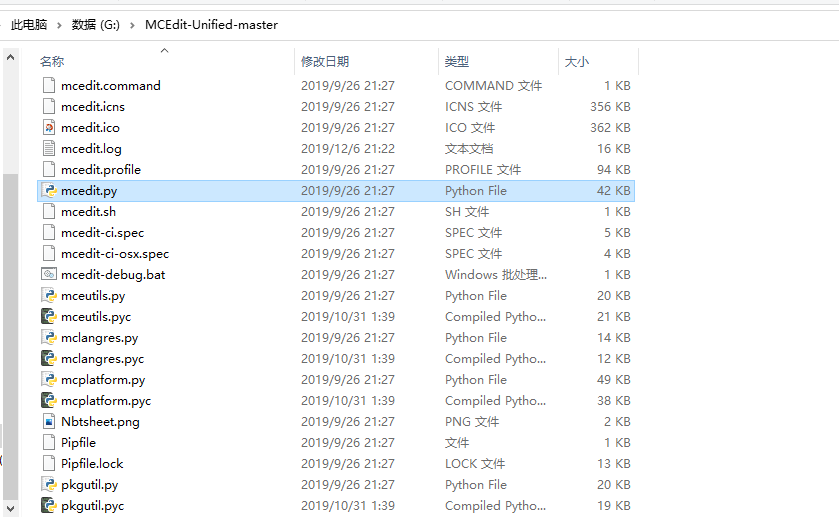 此电脑 › 数据 (G:) › MCEdit-Unified-master
名称 修改日期 类型 大小
mcedit.command 2019/9/26 21:27 COMMAND 文件 1 KB
mcedit.icns 2019/9/26 21:27 ICNS 文件 356 KB
mcedit.ico 2019/9/26 21:27 ICO 文件 362 KB
mcedit.log 2019/12/6 21:22 文本文档 16 KB
mcedit.profile 2019/9/26 21:27 PROFILE 文件 94 KB
mcedit.py 2019/9/26 21:27 Python File 42 KB
mcedit.sh 2019/9/26 21:27 SH 文件 1 KB
mcedit-ci.spec 2019/9/26 21:27 SPEC 文件 5 KB
mcedit-ci-osx.spec 2019/9/26 21:27 SPEC 文件 4 KB
mcedit-debug.bat 2019/9/26 21:27 Windows 批处理... 1 KB
mceutils.py 2019/9/26 21:27 Python File 20 KB
mceutils.pyc 2019/10/31 1:39 Compiled Pytho... 21 KB
mclangres.py 2019/9/26 21:27 Python File 14 KB
mclangres.pyc 2019/10/31 1:39 Compiled Pytho... 12 KB
mcplatform.py 2019/9/26 21:27 Python File 49 KB
mcplatform.pyc 2019/10/31 1:39 Compiled Pytho... 38 KB
Nbtsheet.png 2019/9/26 21:27 PNG 文件 2 KB
Pipfile 2019/9/26 21:27 文件 1 KB
Pipfile.lock 2019/9/26 21:27 LOCK 文件 13 KB
pkgutil.py 2019/9/26 21:27 Python File 20 KB
pkgutil.pyc 2019/10/31 1:39 Compiled Pytho... 19 KB